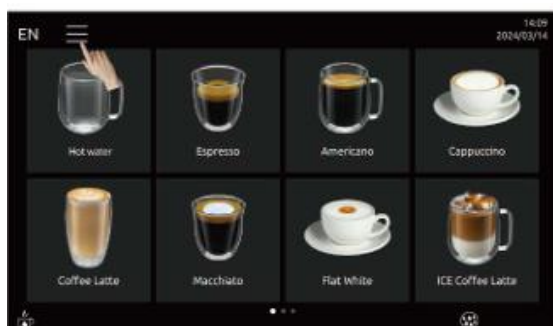 EN
14:09
2024/03/14
Hot water
Espresso
Americano
Cappuccino
Coffee Latte
Macchiato
Flat White
ICE Coffee Latte